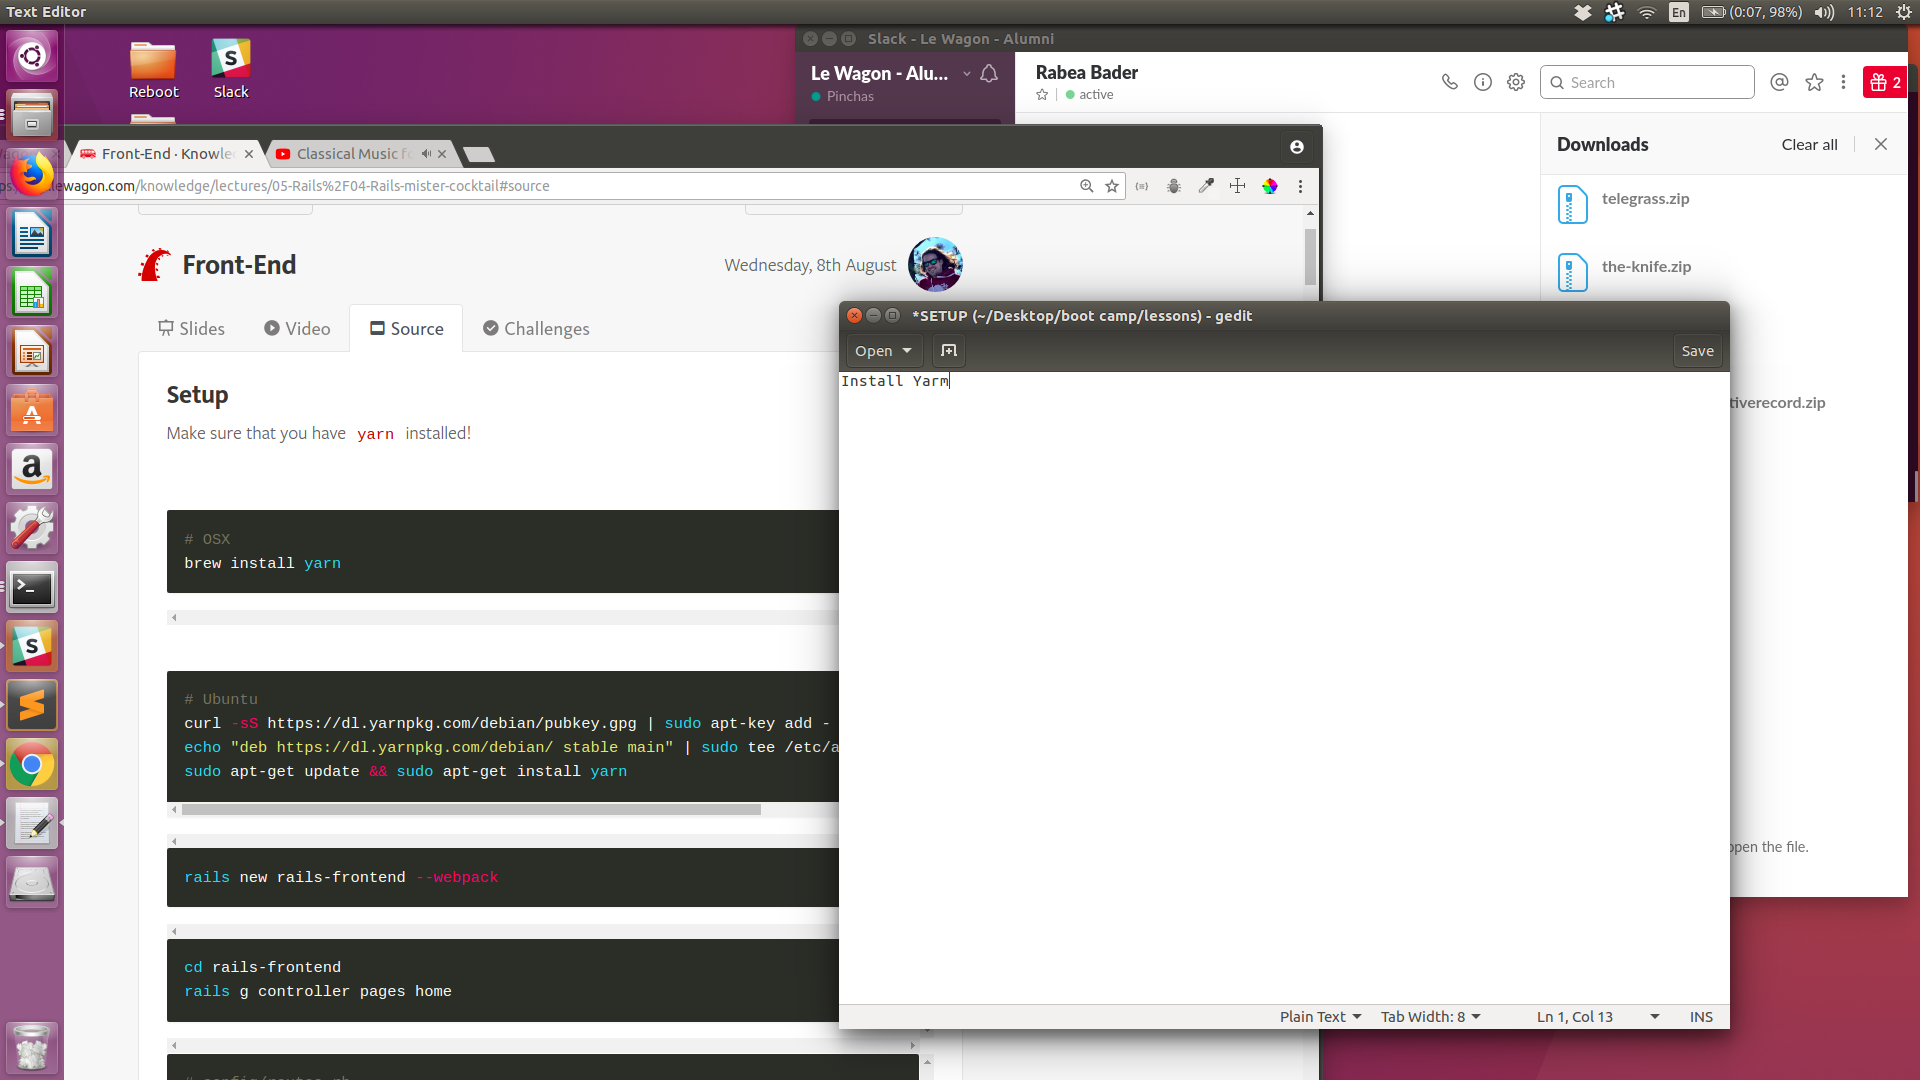 Text Editor
En
(0:07, 98%)
11:12
Reboot
Slack
Slack - Le Wagon - Alumni
Le Wagon - Alu...
Pinchas
Rabea Bader
active
Search
2
Downloads
Clear all
telegrass.zip
the-knife.zip
tiverecord.zip
open the file.
Front-End · Knowle
Classical Music f
lewagon.com/knowledge/lectures/05-Rails%2F04-Rails-mister-cocktail#source
Front-End
Wednesday, 8th August
Slides
Video
Source
Challenges
Setup
Make sure that you have yarn installed!
# OSX
brew install yarn
# Ubuntu
curl -sS https://dl.yarnpkg.com/debian/pubkey.gpg | sudo apt-key add -
echo "deb https://dl.yarnpkg.com/debian/ stable main" | sudo tee /etc/a
sudo apt-get update && sudo apt-get install yarn
rails new rails-frontend --webpack
cd rails-frontend
rails g controller pages home
*SETUP (~/Desktop/boot camp/lessons) - gedit
Open
Save
Install Yarm
Plain Text
Tab Width: 8
Ln 1, Col 13
INS